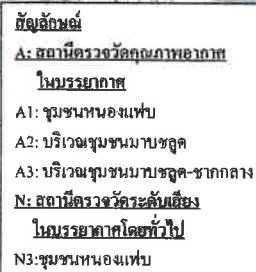 สัญลักษณ์
A: สถานีตรวจวัดคุณภาพอากาศ
ในบรรยากาศ
A1: ชุมชนหนองแฟบ
A2: บริเวณชุมชนมาบชลูด
A3: บริเวณชุมชนมาบชลูด-ชากกลาง
N: สถานีตรวจวัดระดับเสียง
ในบรรยากาศโดยทั่วไป
N3:ชุมชนหนองแฟบ